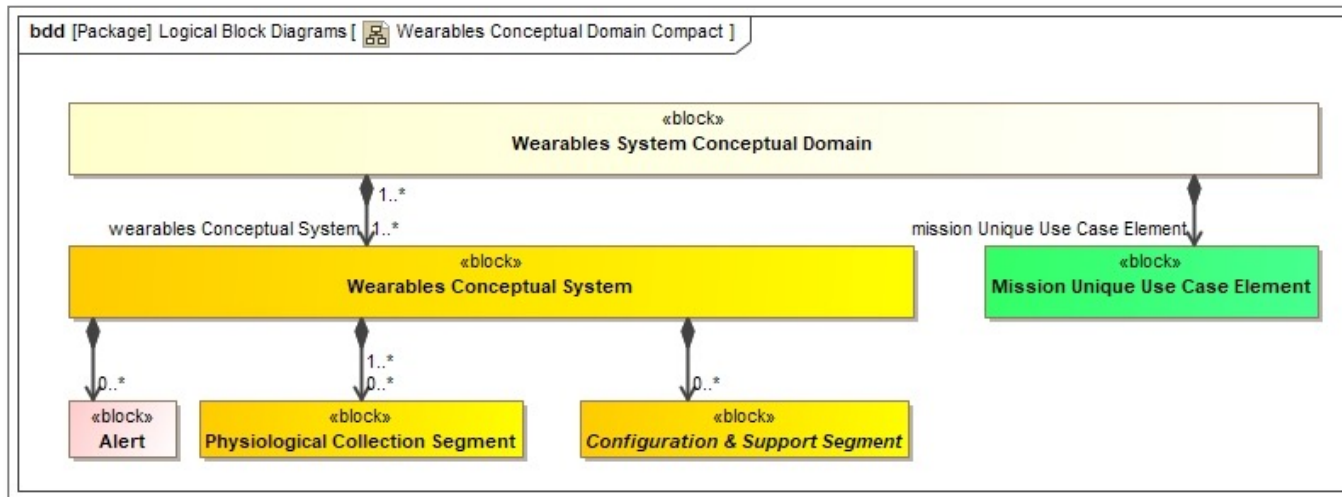 bdd [Package] Logical Block Diagrams [ Wearables Conceptual Domain Compact ]
«block»
Wearables System Conceptual Domain
1..*
wearables Conceptual System 1..*
mission Unique Use Case Element
«block»
Wearables Conceptual System
«block»
Mission Unique Use Case Element
1..*
0..*
0..*
0..*
«block»
Alert
«block»
Physiological Collection Segment
«block»
Configuration & Support Segment